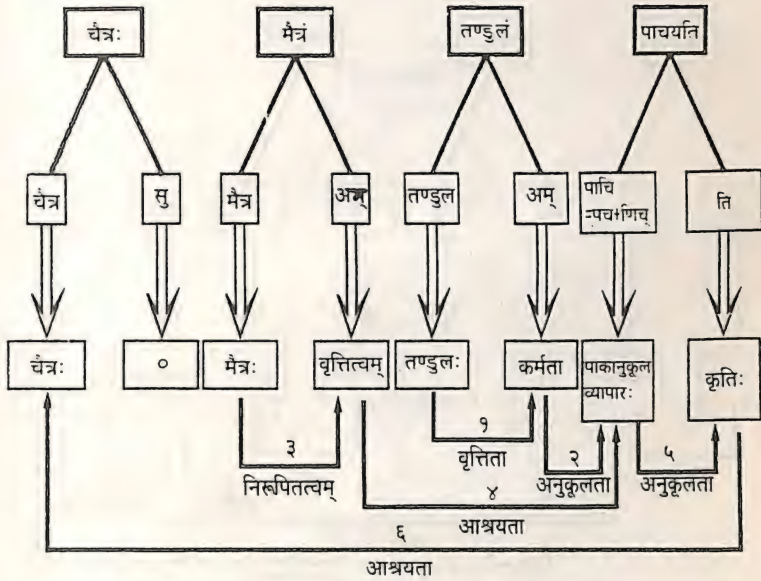 चैत्रः मैत्रं तण्डुलं पाचयति
चैत्र सु मैत्र अम् तण्डुल अम् पाचि ति
=पच+णिच्
चैत्रः ० मैत्रः वृत्तित्वम् तण्डुलः कर्मता पाकानुकूल कृतिः
व्यापारः
३ १ २ ५
निरूपितत्वम् वृत्तिता अनुकूलता अनुकूलता
४
आश्रयता
६
आश्रयता